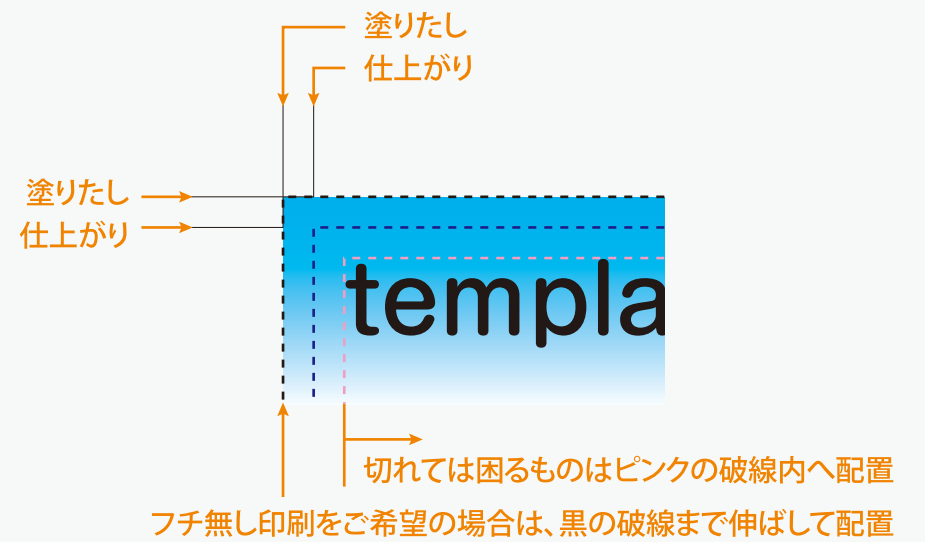 塗りたし
仕上がり
塗りたし
仕上がり
templa
切れては困るものはピンクの破線内へ配置
フチ無し印刷をご希望の場合は、黒の破線まで伸ばして配置